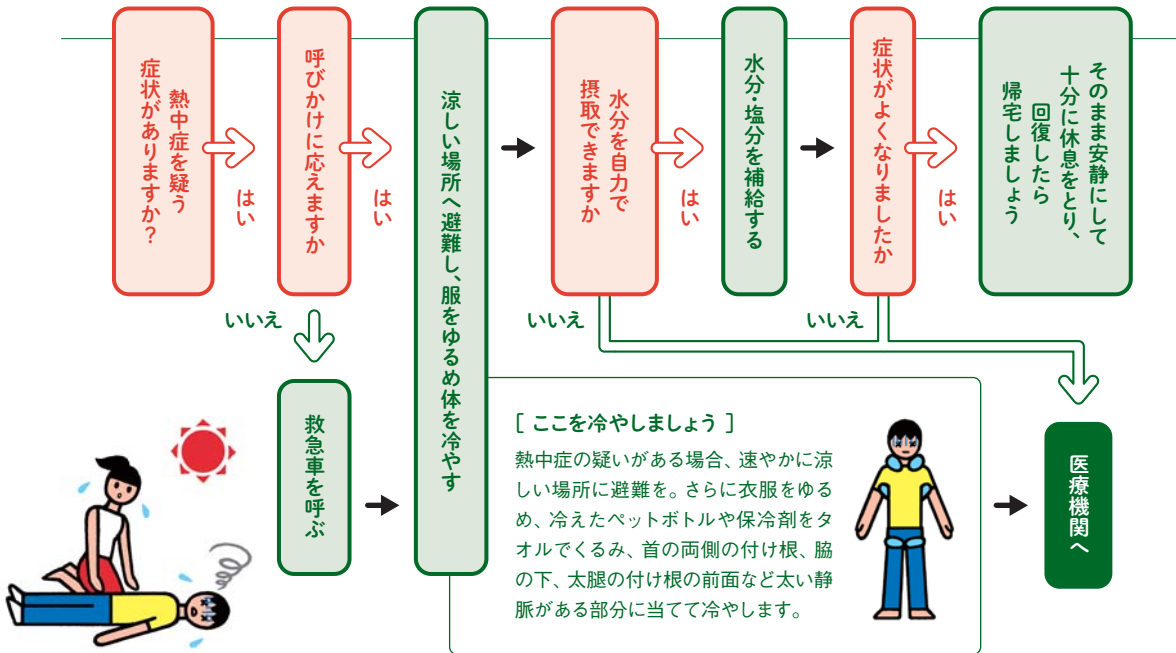 熱中症を疑う
症状がありますか？
はい
呼びかけに応えますか
はい
いいえ
救急車を呼ぶ
涼しい場所へ避難し、服をゆるめ体を冷やす
水分を自力で
摂取できますか
はい
いいえ
水分・塩分を補給する
症状がよくなりましたか
はい
いいえ
そのまま安静にして
十分に休息をとり、
回復したら
帰宅しましょう
[ ここを冷やしましょう ]
熱中症の疑いがある場合、速やかに涼
しい場所に避難を。さらに衣服をゆる
め、冷えたペットボトルや保冷剤をタ
オルでくるみ、首の両側の付け根、脇
の下、太腿の付け根の前面など太い静
脈がある部分に当てて冷やします。
医療機関へ